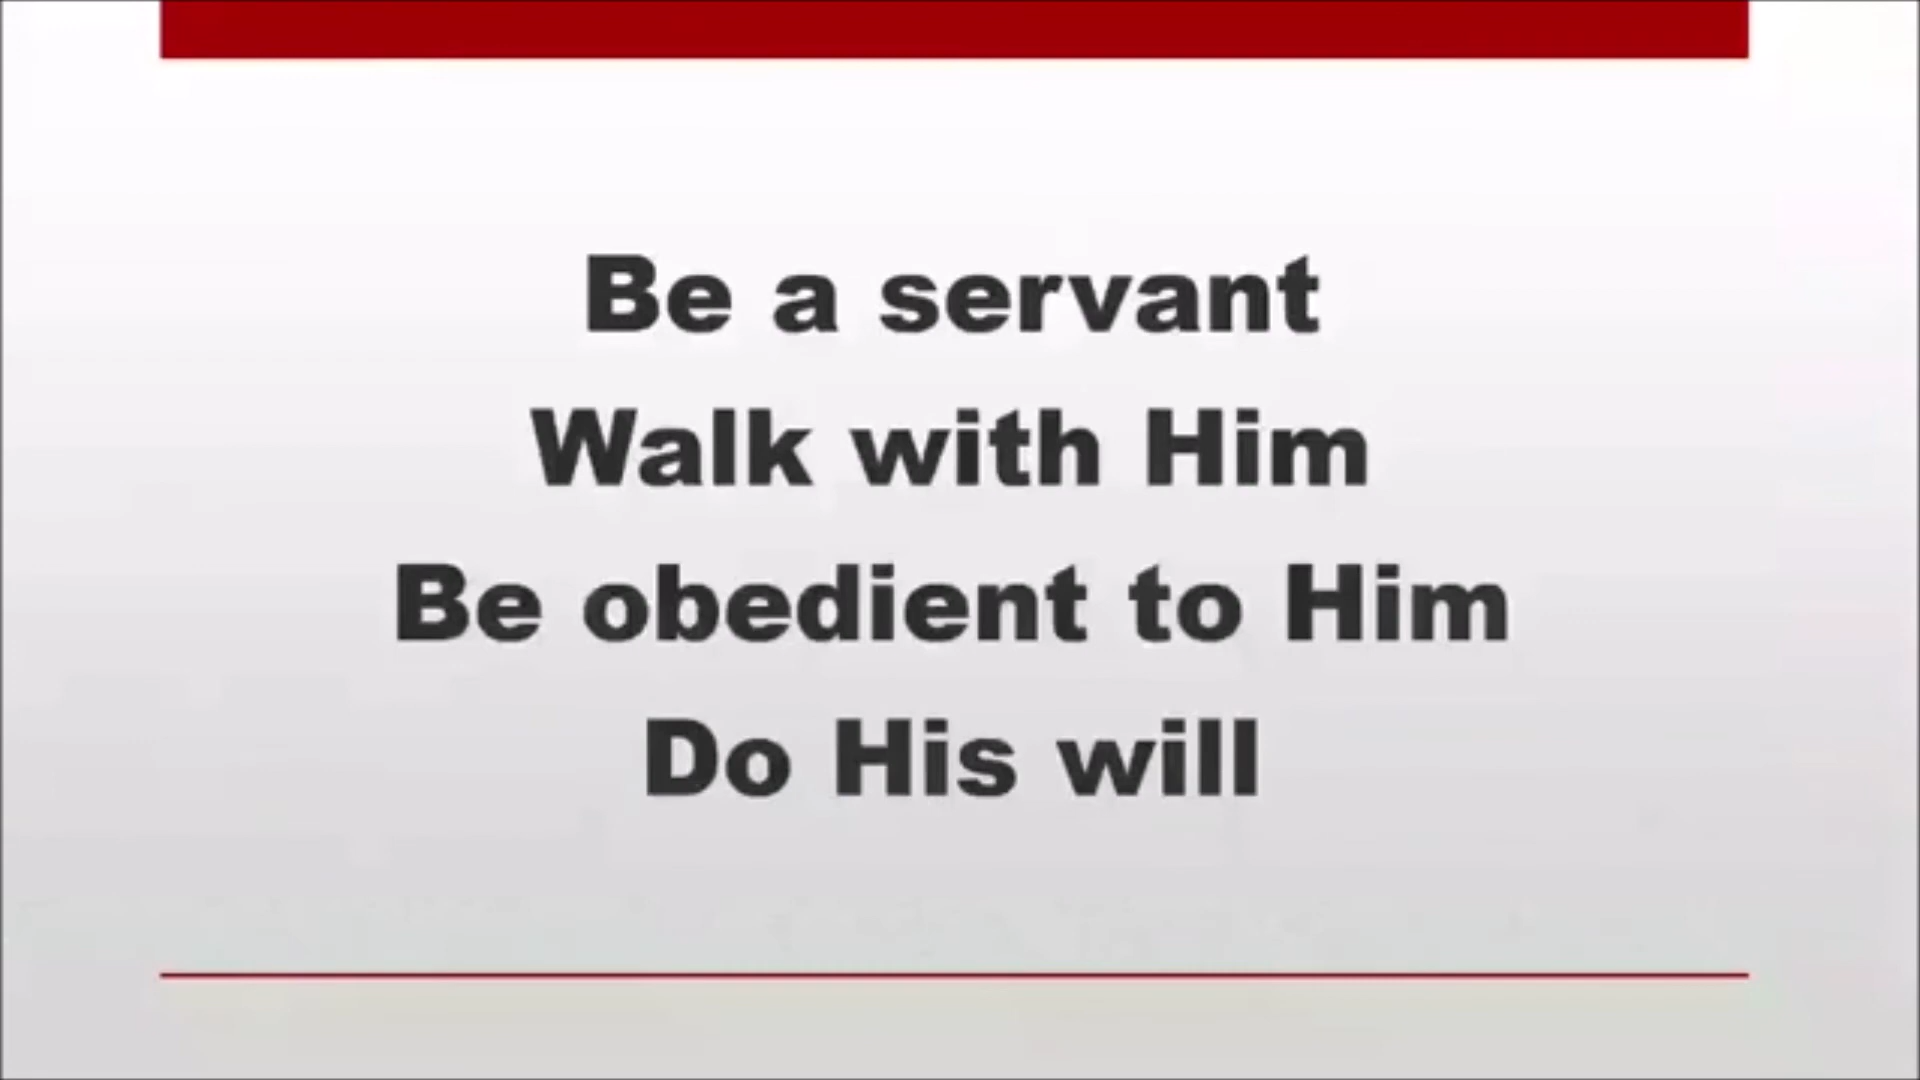 Be a servant
Walk with Him
Be obedient to Him
Do His will